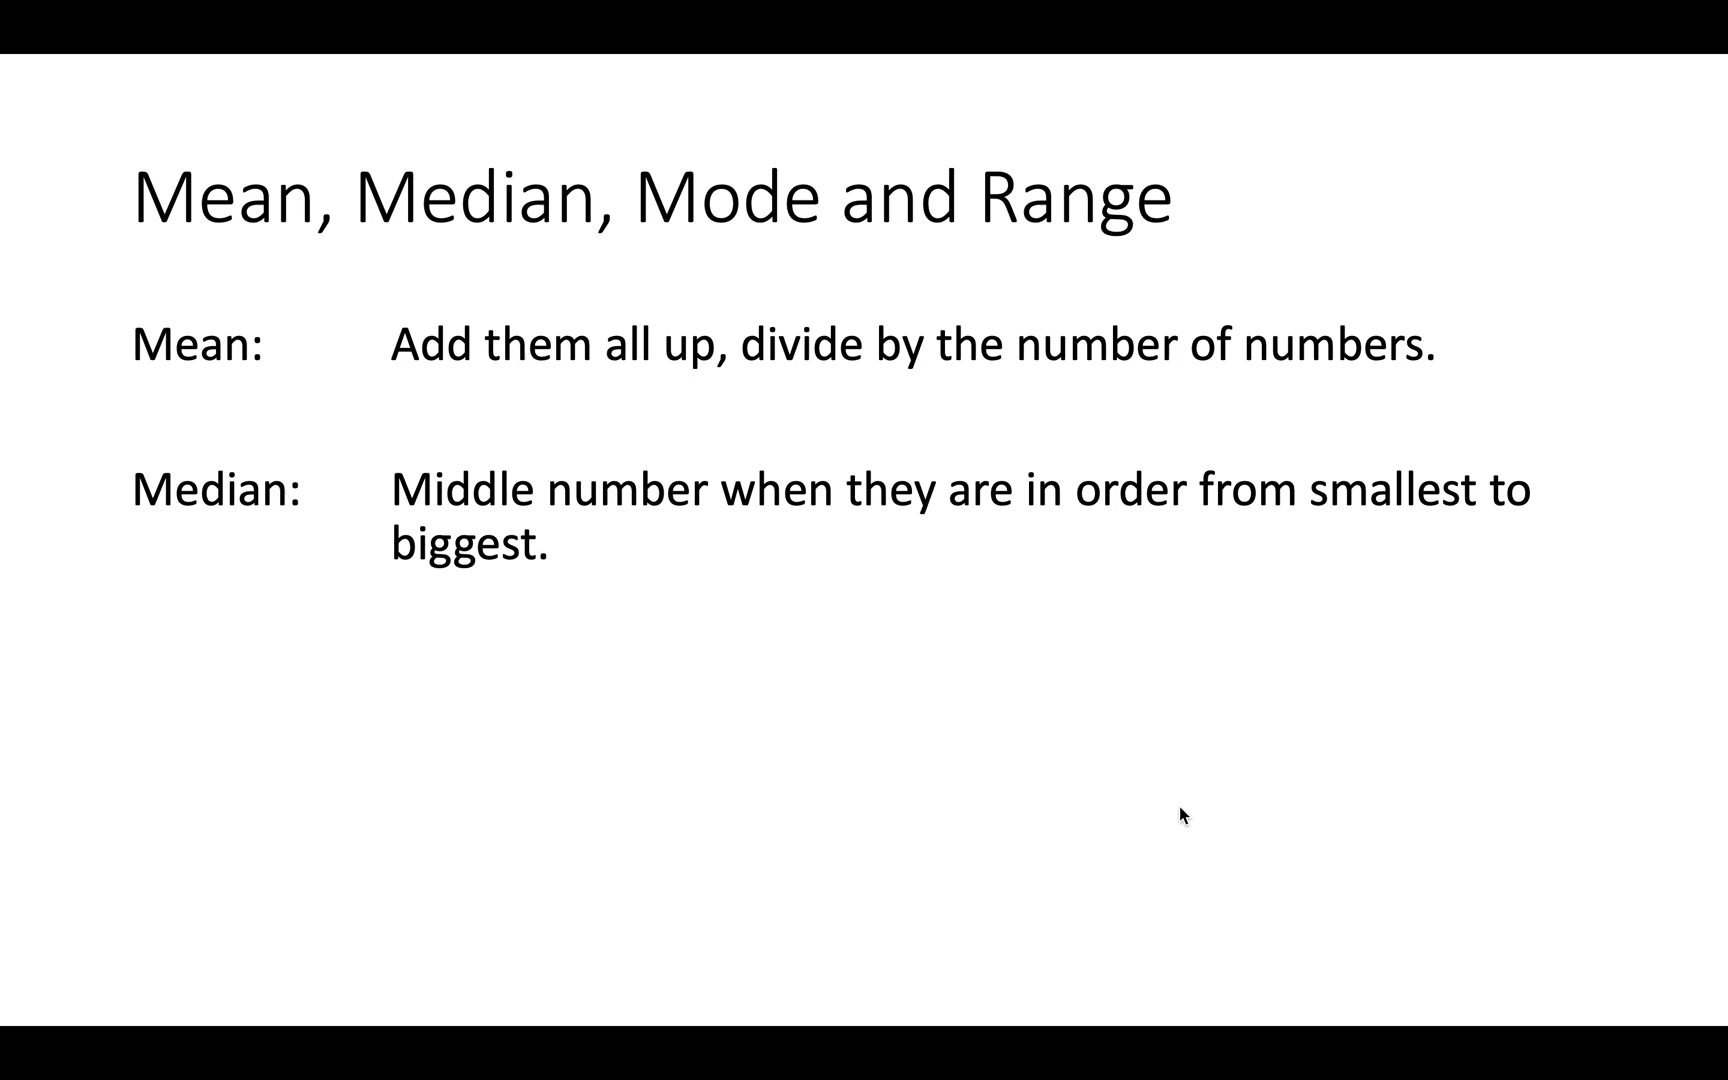 Mean, Median, Mode and Range
Mean: Add them all up, divide by the number of numbers.
Median: Middle number when they are in order from smallest to
biggest.